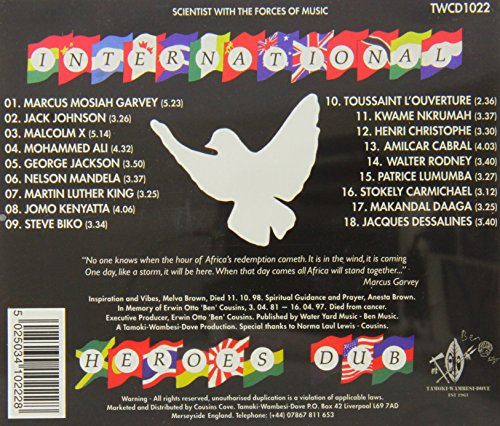 SCIENTIST WITH THE FORCES OF MUSIC
TWCD1022
INTERNATIONAL
01. MARCUS MOSIAH GARVEY (5.23)
02. JACK JOHNSON (3.26)
03. MALCOLM X (5.14)
04. MOHAMMED ALI (4.32)
05. GEORGE JACKSON (3.50)
06. NELSON MANDELA (3.37)
07. MARTIN LUTHER KING (3.25)
08. JOMO KENYATTA (4.06)
09. STEVE BIKO (3.34)
10. TOUSSAINT L'OUVERTURE (2.36)
11. KWAME NKRUMAH (3.37)
12. HENRI CHRISTOPHE (3.30)
13. AMILCAR CABRAL (4.03)
14. WALTER RODNEY (3.40)
15. PATRICE LUMUMBA (3.27)
16. STOKELY CARMICHAEL (3.12)
17. MAKANDAL DAAGA (3.25)
18. JACQUES DESSALINES (3.40)
"No one knows when the hour of Africa's redemption cometh. It is in the wind, it is coming
One day, like a storm, it will be here. When that day comes all Africa will stand together..."
Marcus Garvey
Inspiration and Vibes, Melva Brown, Died 11. 10. 98. Spiritual Guidance and Prayer, Anesta Brown.
In Memory of Erwin Otto 'Ben' Cousins, 3. 04. 81 – 16. 04. 97. Died from cancer.
Executive Producer, Erwin Otto 'Ben' Cousins. Published by Water Yard Music - Ben Music.
A Tamoki-Wambesi-Dove Production. Special thanks to Norma Laul Lewis - Cousins.
HEROES DUB
5 025034 102228
Warning - All rights reserved, unauthorised duplication is a violation of applicable laws.
Marketed and Distributed by Cousins Cove. Tamoki-Wambesi-Dove P.O. Box 42 Liverpool L69 7AD
Merseyside England. Telephone: (+44) 07867 811 653
TAMOKI-WAMBESI-DOVE
EST 1961